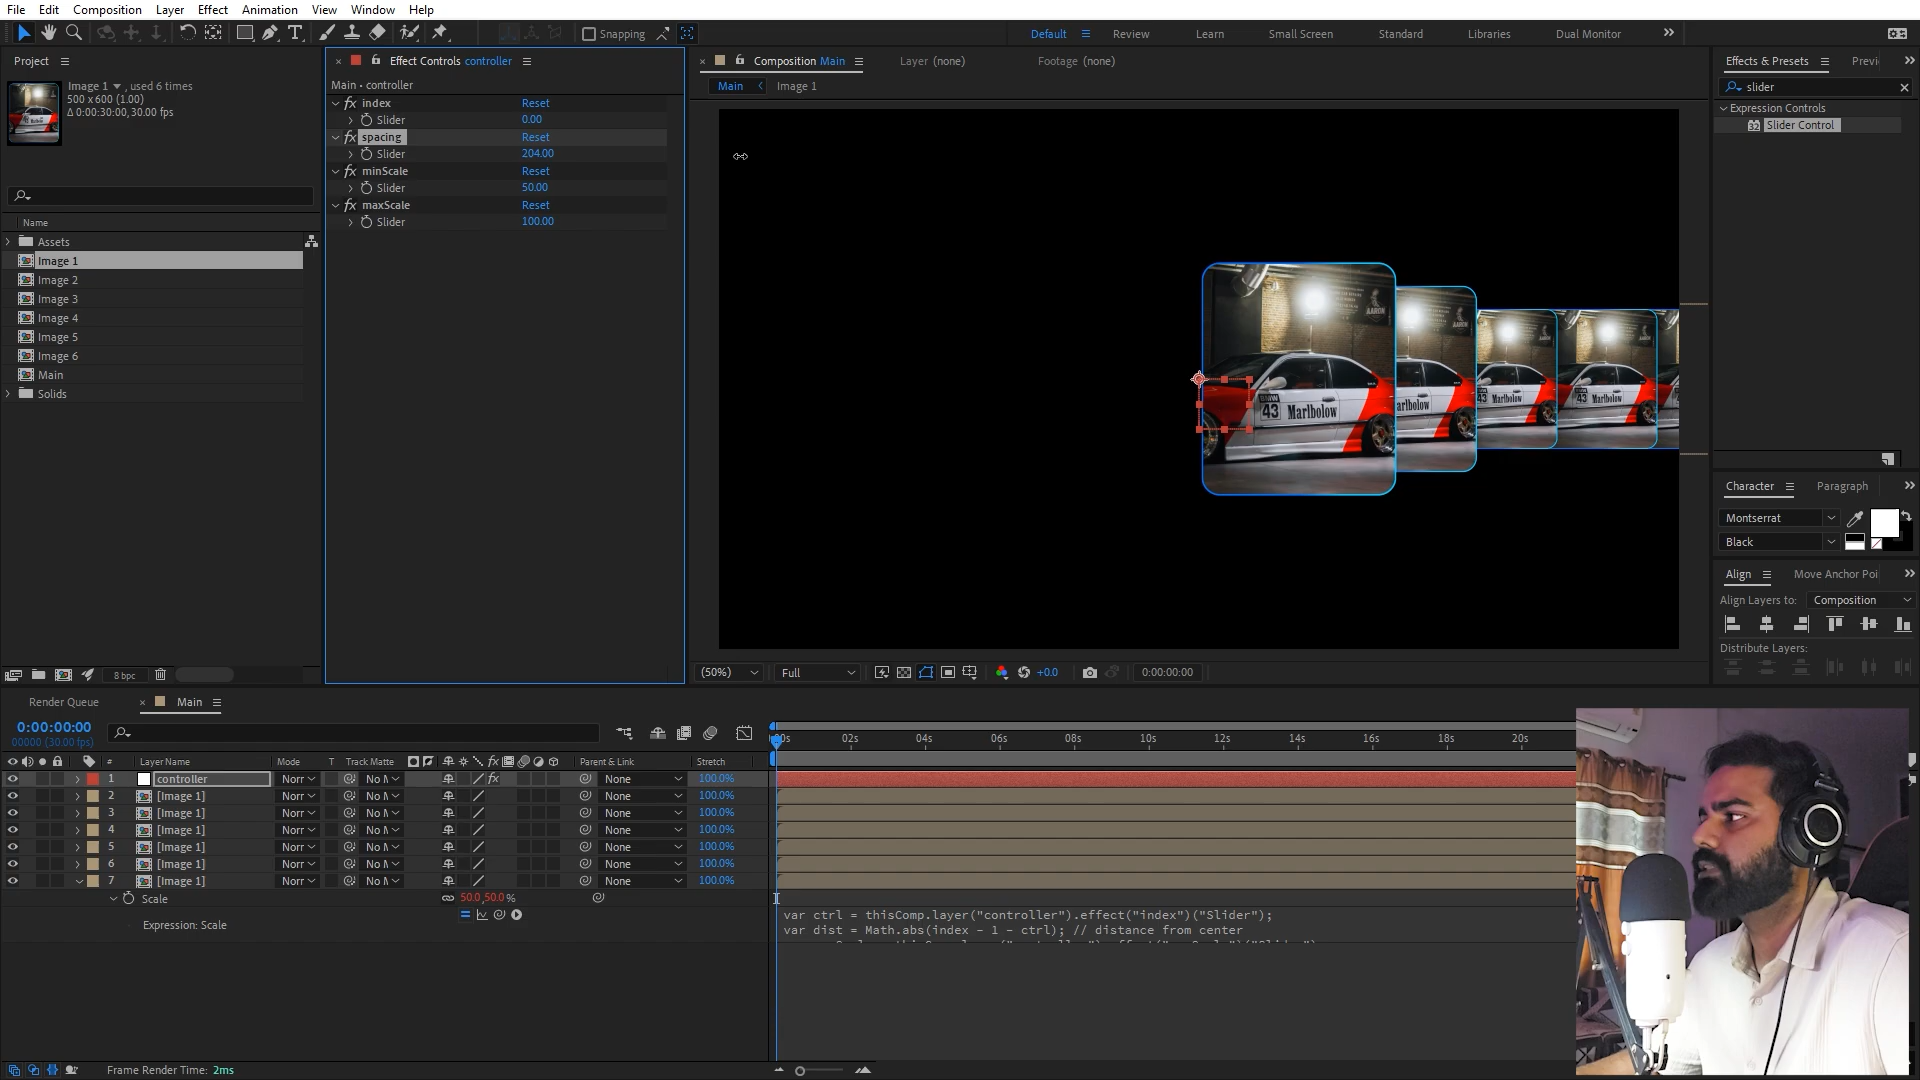 File Edit Composition Layer Effect Animation View Window Help
Snapping
Default Review Learn Small Screen Standard Libraries Dual Monitor
Project
Image 1 , used 6 times
500 x 600 (1.00)
Δ 0:00:30:00, 30.00 fps
Name
Assets
Image 1
Image 2
Image 3
Image 4
Image 5
Image 6
Main
Solids
8 bpc
Effect Controls controller
Main • controller
fx index Reset
Slider 0.00
fx spacing Reset
Slider 204.00
fx minScale Reset
Slider 50.00
fx maxScale Reset
Slider 100.00
Composition Main Layer (none) Footage (none)
Main Image 1
AARON
43 Marlbolow
(50%) Full +0.0 0:00:00:00
Effects & Presets Previ
slider
Expression Controls
32 Slider Control
Character Paragraph
Montserrat
Black
Align Move Anchor Poi
Align Layers to: Composition
Distribute Layers:
Render Queue Main
0:00:00:00
00000 (30.00 fps)
02s 04s 06s 08s 10s 12s 14s 16s 18s 20s
# Layer Name Mode T Track Matte fx Parent & Link Stretch
1 controller Norr No M fx None 100.0%
2 [Image 1] Norr No M None 100.0%
3 [Image 1] Norr No M None 100.0%
4 [Image 1] Norr No M None 100.0%
5 [Image 1] Norr No M None 100.0%
6 [Image 1] Norr No M None 100.0%
7 [Image 1] Norr No M None 100.0%
Scale 50.0,50.0%
Expression: Scale
var ctrl = thisComp.layer("controller").effect("index")("Slider");
var dist = Math.abs(index - 1 - ctrl); // distance from center
Frame Render Time: 2ms